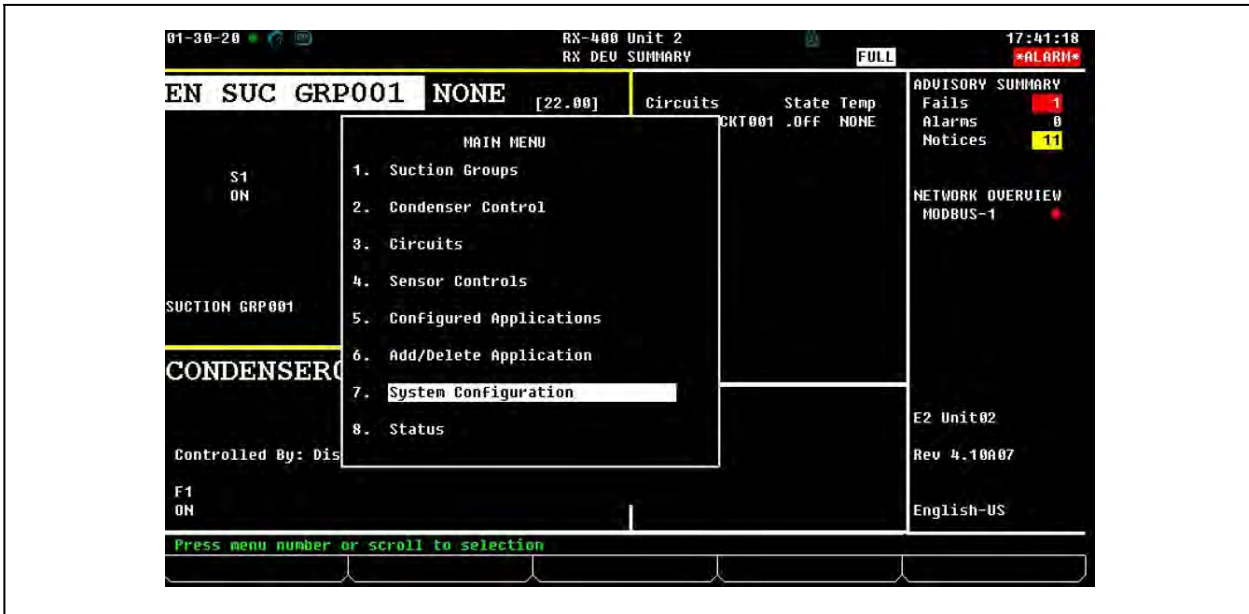 01-30-20 RX-400 Unit 2 17:41:18
RX DEV SUMMARY FULL *ALARM*
EN SUC GRP001 NONE [22.00]
Circuits State Temp
CKT001 .OFF NONE
S1
ON
SUCTION GRP001
MAIN MENU
1. Suction Groups
2. Condenser Control
3. Circuits
4. Sensor Controls
5. Configured Applications
6. Add/Delete Application
7. System Configuration
8. Status
CONDENSER
Controlled By: Dis
F1
ON
ADVISORY SUMMARY
Fails 1
Alarms 0
Notices 11
NETWORK OVERVIEW
MODBUS-1
E2 Unit02
Rev 4.10A07
English-US
Press menu number or scroll to selection